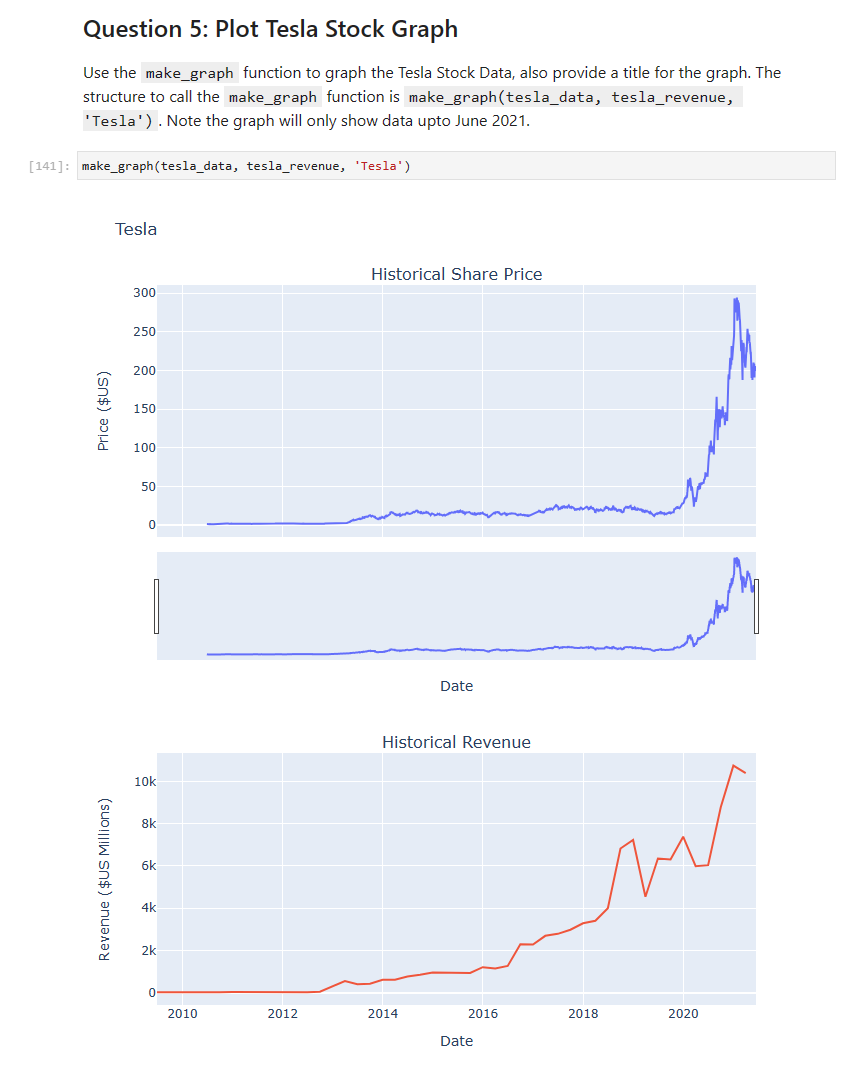 Question 5: Plot Tesla Stock Graph
Use the make_graph function to graph the Tesla Stock Data, also provide a title for the graph. The
structure to call the make_graph function is make_graph(tesla_data, tesla_revenue,
'Tesla') . Note the graph will only show data upto June 2021.
[141]: make_graph(tesla_data, tesla_revenue, 'Tesla')
Tesla
Historical Share Price
300
250
200
150
100
50
0
Price ($US)
Date
Historical Revenue
10k
8k
6k
4k
2k
0
Revenue ($US Millions)
2010 2012 2014 2016 2018 2020
Date